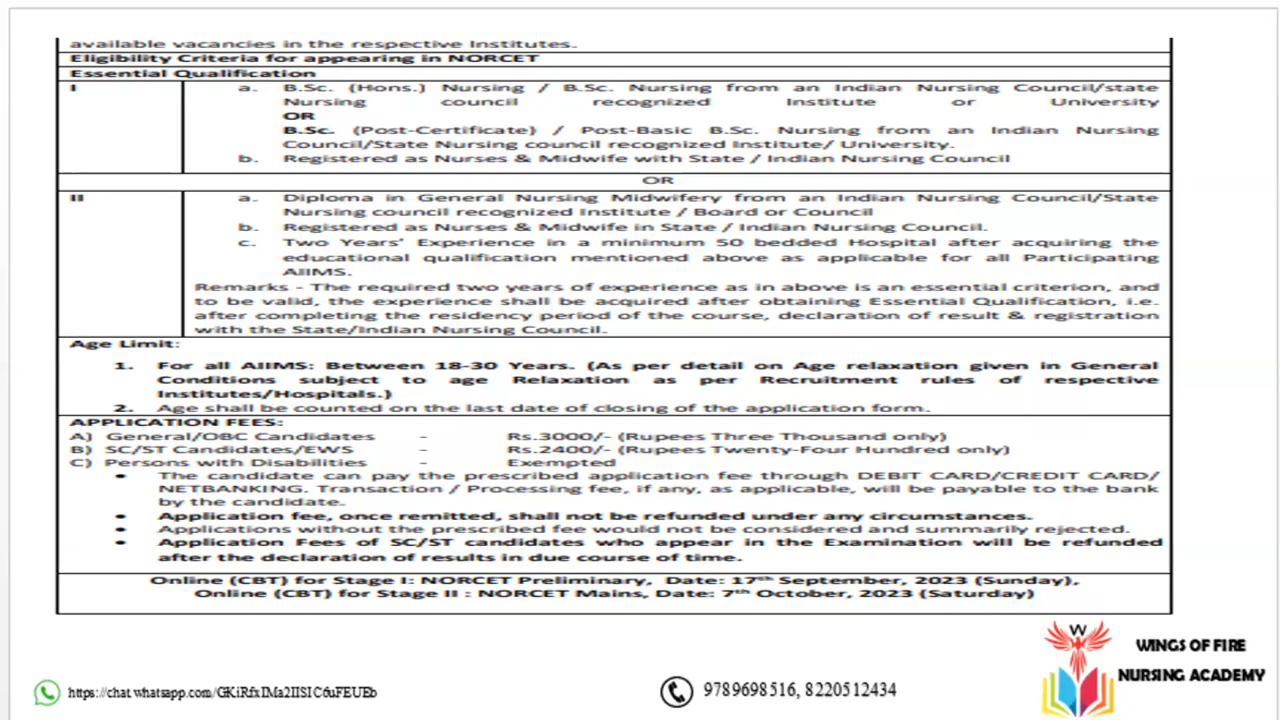 available vacancies in the respective Institutes.
Eligibility Criteria for appearing in NORCET
Essential Qualification
I
a. B.Sc. (Hons.) Nursing / B.Sc. Nursing from an Indian Nursing Council/state
Nursing council recognized Institute or University
OR
B.Sc. (Post-Certificate) / Post-Basic B.Sc. Nursing from an Indian Nursing
Council/State Nursing council recognized Institute/ University.
b. Registered as Nurses & Midwife with State / Indian Nursing Council
OR
II
a. Diploma in General Nursing Midwifery from an Indian Nursing Council/State
Nursing council recognized Institute / Board or Council
b. Registered as Nurses & Midwife in State / Indian Nursing Council.
c. Two Years' Experience in a minimum 50 bedded Hospital after acquiring the
educational qualification mentioned above as applicable for all Participating
AIIMS.
Remarks - The required two years of experience as in above is an essential criterion, and
to be valid, the experience shall be acquired after obtaining Essential Qualification, i.e.
after completing the residency period of the course, declaration of result & registration
with the State/Indian Nursing Council.
Age Limit:
1. For all AIIMS: Between 18-30 Years. (As per detail on Age relaxation given in General
Conditions subject to age Relaxation as per Recruitment rules of respective
Institutes/Hospitals.)
2. Age shall be counted on the last date of closing of the application form.
APPLICATION FEES:
A) General/OBC Candidates - Rs.3000/- (Rupees Three Thousand only)
B) SC/ST Candidates/EWS - Rs.2400/- (Rupees Twenty-Four Hundred only)
C) Persons with Disabilities - Exempted
• The candidate can pay the prescribed application fee through DEBIT CARD/CREDIT CARD/
NETBANKING. Transaction / Processing fee, if any, as applicable, will be payable to the bank
by the candidate.
• Application fee, once remitted, shall not be refunded under any circumstances.
• Applications without the prescribed fee would not be considered and summarily rejected.
• Application Fees of SC/ST candidates who appear in the Examination will be refunded
after the declaration of results in due course of time.
Online (CBT) for Stage I: NORCET Preliminary, Date: 17th September, 2023 (Sunday),
Online (CBT) for Stage II : NORCET Mains, Date: 7th October, 2023 (Saturday)
W
WINGS OF FIRE
NURSING ACADEMY
https://chat.whatsapp.com/GKiRfxIMa2IISIC6uFEUEb
9789698516, 8220512434